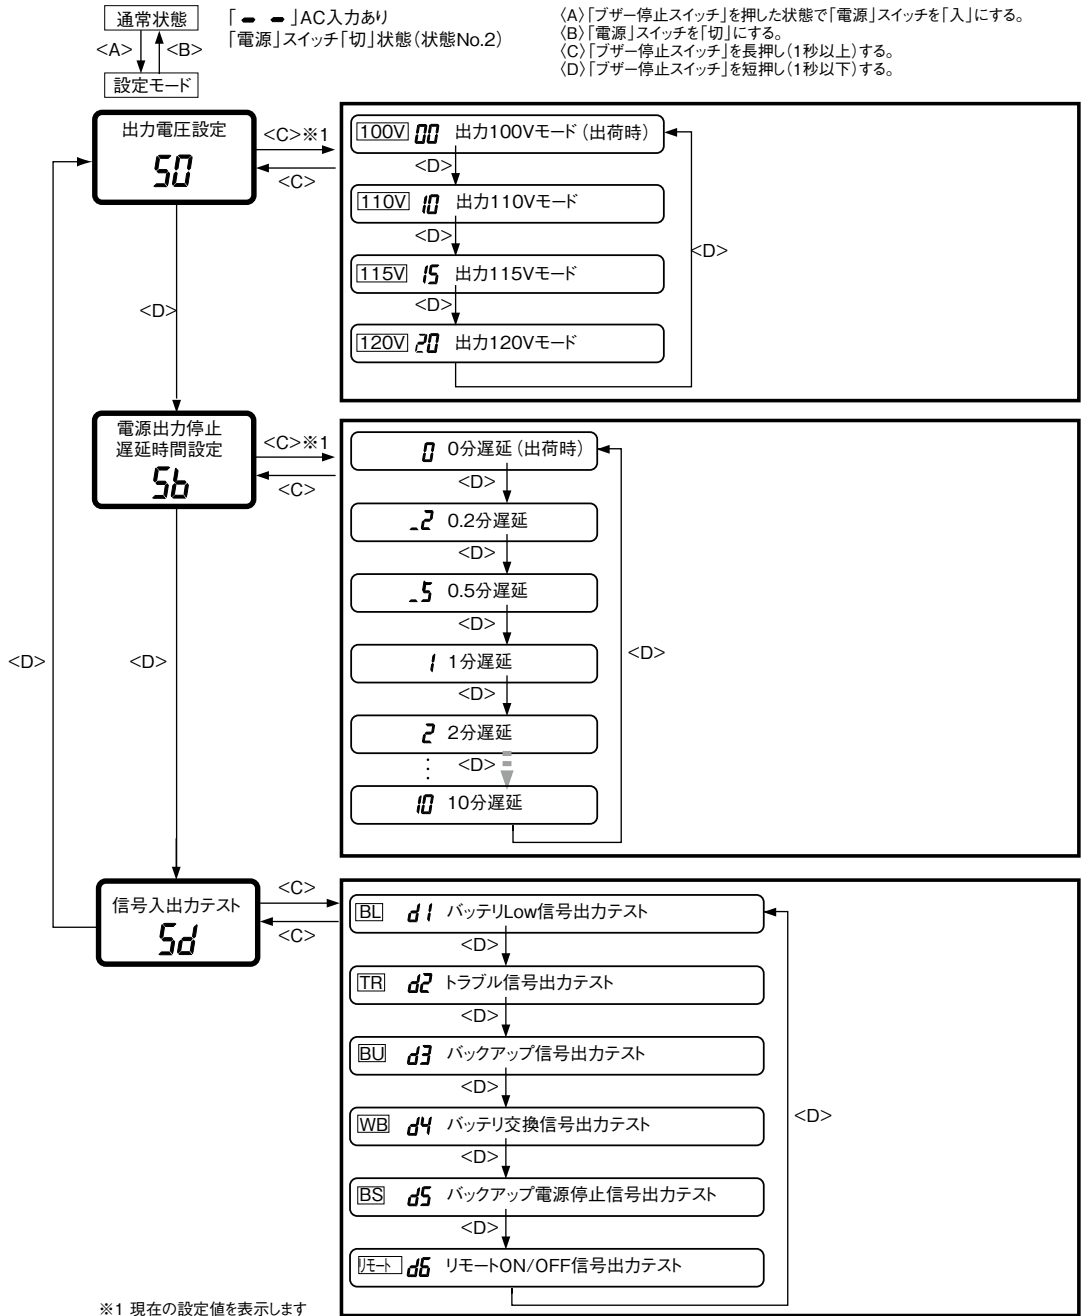 通常状態
「━ ━」AC入力あり
「電源」スイッチ「切」状態(状態No.2)
<A> <B>
設定モード
〈A〉「ブザー停止スイッチ」を押した状態で「電源」スイッチを「入」にする。
〈B〉「電源」スイッチを「切」にする。
〈C〉「ブザー停止スイッチ」を長押し(1秒以上)する。
〈D〉「ブザー停止スイッチ」を短押し(1秒以下)する。
出力電圧設定
S0
<C>※1
<C>
100V 00 出力100Vモード(出荷時)
<D>
110V 10 出力110Vモード
<D>
115V 15 出力115Vモード
<D>
120V 20 出力120Vモード
<D>
<D>
電源出力停止
遅延時間設定
Sb
<C>※1
<C>
0 0分遅延(出荷時)
<D>
_2 0.2分遅延
<D>
_5 0.5分遅延
<D>
1 1分遅延
<D>
2 2分遅延
⋮ <D>
10 10分遅延
<D>
<D>
<D>
信号入出力テスト
Sd
<C>
<C>
BL d1 バッテリLow信号出力テスト
<D>
TR d2 トラブル信号出力テスト
<D>
BU d3 バックアップ信号出力テスト
<D>
WB d4 バッテリ交換信号出力テスト
<D>
BS d5 バックアップ電源停止信号出力テスト
<D>
リモート d6 リモートON/OFF信号出力テスト
<D>
※1 現在の設定値を表示します